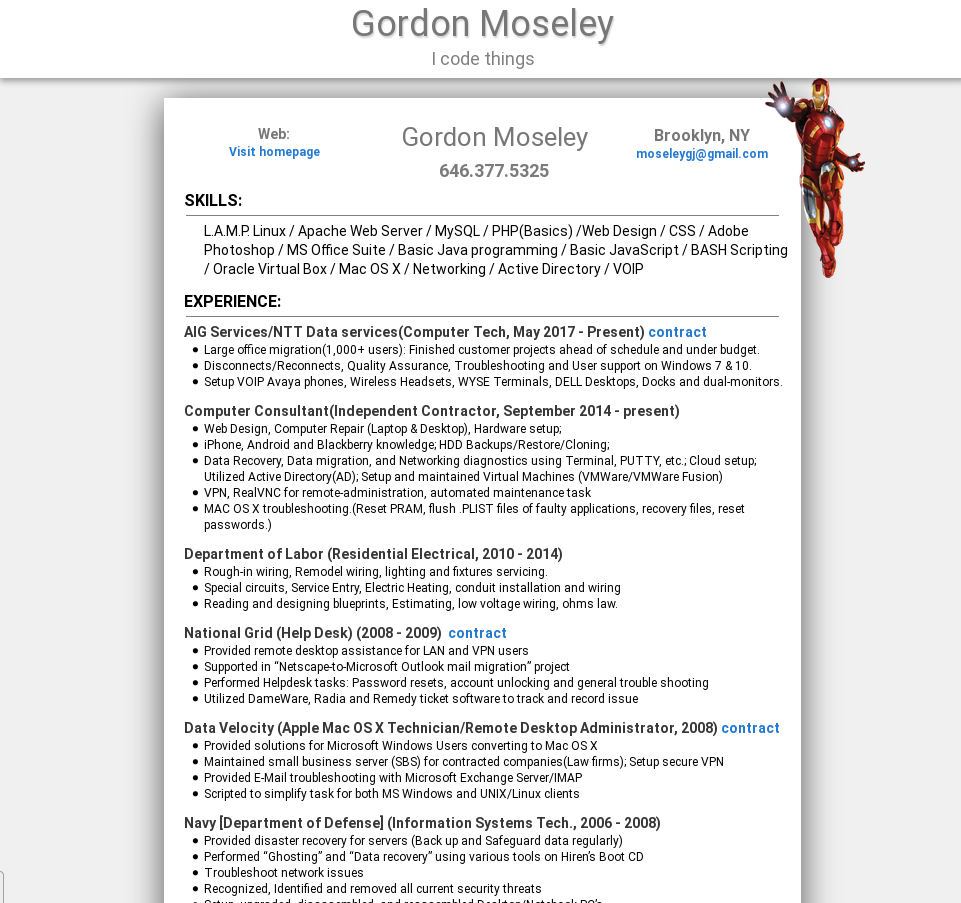 Gordon Moseley
I code things
Web:
Visit homepage
Gordon Moseley
646.377.5325
Brooklyn, NY
moseleygj@gmail.com
SKILLS:
L.A.M.P. Linux / Apache Web Server / MySQL / PHP(Basics) /Web Design / CSS / Adobe
Photoshop / MS Office Suite / Basic Java programming / Basic JavaScript / BASH Scripting
/ Oracle Virtual Box / Mac OS X / Networking / Active Directory / VOIP
EXPERIENCE:
AIG Services/NTT Data services(Computer Tech, May 2017 - Present) contract
• Large office migration(1,000+ users): Finished customer projects ahead of schedule and under budget.
• Disconnects/Reconnects, Quality Assurance, Troubleshooting and User support on Windows 7 & 10.
• Setup VOIP Avaya phones, Wireless Headsets, WYSE Terminals, DELL Desktops, Docks and dual-monitors.
Computer Consultant(Independent Contractor, September 2014 - present)
• Web Design, Computer Repair (Laptop & Desktop), Hardware setup;
• iPhone, Android and Blackberry knowledge; HDD Backups/Restore/Cloning;
• Data Recovery, Data migration, and Networking diagnostics using Terminal, PUTTY, etc.; Cloud setup;
Utilized Active Directory(AD); Setup and maintained Virtual Machines (VMWare/VMWare Fusion)
• VPN, RealVNC for remote-administration, automated maintenance task
• MAC OS X troubleshooting.(Reset PRAM, flush .PLIST files of faulty applications, recovery files, reset
passwords.)
Department of Labor (Residential Electrical, 2010 - 2014)
• Rough-in wiring, Remodel wiring, lighting and fixtures servicing.
• Special circuits, Service Entry, Electric Heating, conduit installation and wiring
• Reading and designing blueprints, Estimating, low voltage wiring, ohms law.
National Grid (Help Desk) (2008 - 2009) contract
• Provided remote desktop assistance for LAN and VPN users
• Supported in “Netscape-to-Microsoft Outlook mail migration” project
• Performed Helpdesk tasks: Password resets, account unlocking and general trouble shooting
• Utilized DameWare, Radia and Remedy ticket software to track and record issue
Data Velocity (Apple Mac OS X Technician/Remote Desktop Administrator, 2008) contract
• Provided solutions for Microsoft Windows Users converting to Mac OS X
• Maintained small business server (SBS) for contracted companies(Law firms); Setup secure VPN
• Provided E-Mail troubleshooting with Microsoft Exchange Server/IMAP
• Scripted to simplify task for both MS Windows and UNIX/Linux clients
Navy [Department of Defense] (Information Systems Tech., 2006 - 2008)
• Provided disaster recovery for servers (Back up and Safeguard data regularly)
• Performed “Ghosting” and “Data recovery” using various tools on Hiren’s Boot CD
• Troubleshoot network issues
• Recognized, Identified and removed all current security threats